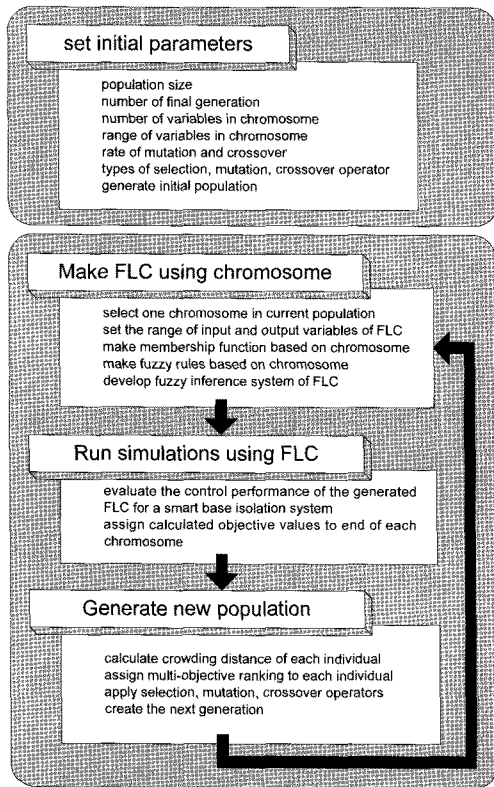 set initial parameters
population size
number of final generation
number of variables in chromosome
range of variables in chromosome
rate of mutation and crossover
types of selection, mutation, crossover operator
generate initial population
Make FLC using chromosome
select one chromosome in current population
set the range of input and output variables of FLC
make membership function based on chromosome
make fuzzy rules based on chromosome
develop fuzzy inference system of FLC
Run simulations using FLC
evaluate the control performance of the generated
FLC for a smart base isolation system
assign calculated objective values to end of each
chromosome
Generate new population
calculate crowding distance of each individual
assign multi-objective ranking to each individual
apply selection, mutation, crossover operators
create the next generation